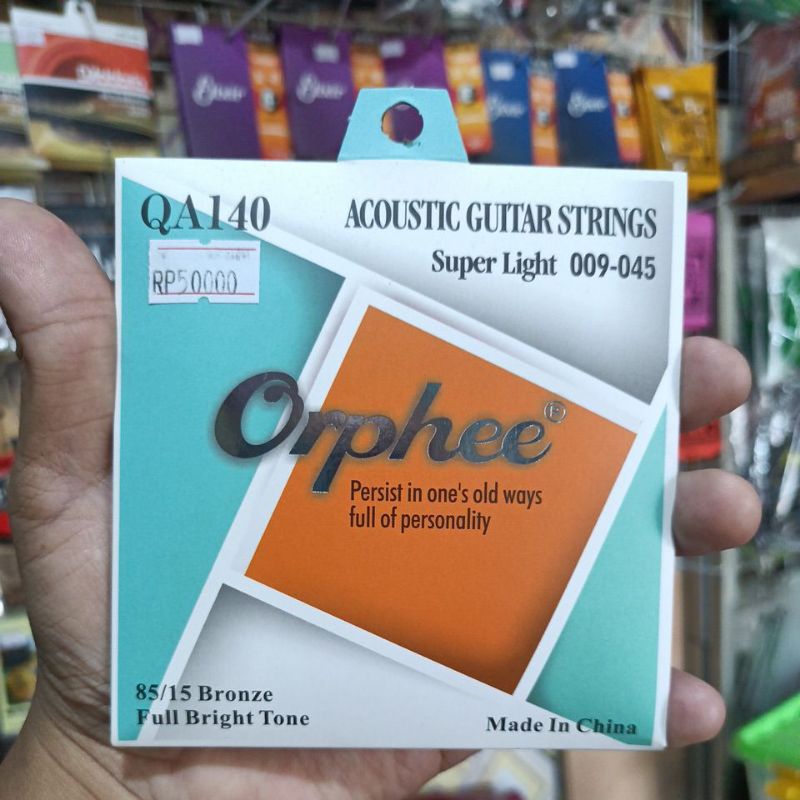 QA140
ACOUSTIC GUITAR STRINGS
Super Light 009-045
RP50000
Orphee®
Persist in one's old ways
full of personality
85/15 Bronze
Full Bright Tone
Made In China